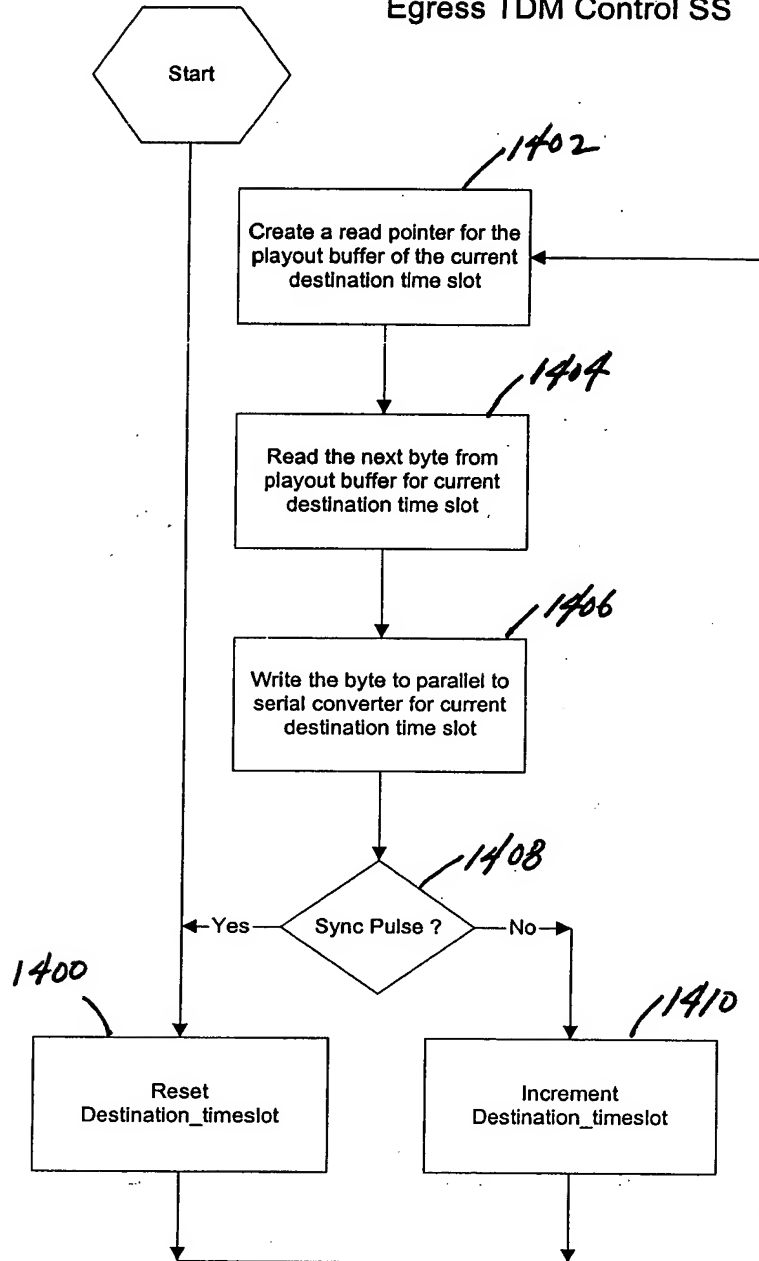 Egress TDM Control SS
Start
1402
Create a read pointer for the
playout buffer of the current
destination time slot
1404
Read the next byte from
playout buffer for current
destination time slot
1406
Write the byte to parallel to
serial converter for current
destination time slot
1408
Yes
Sync Pulse ?
No
1400
1410
Reset
Destination_timeslot
Increment
Destination_timeslot